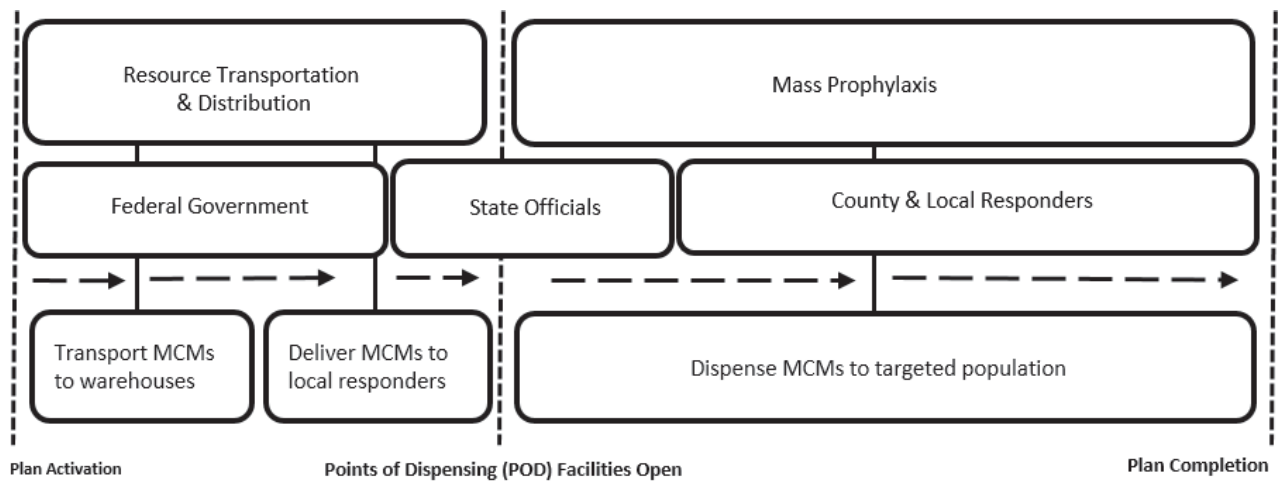 Resource Transportation
& Distribution
Mass Prophylaxis
Federal Government
State Officials
County & Local Responders
Transport MCMs
to warehouses
Deliver MCMs to
local responders
Dispense MCMs to targeted population
Plan Activation
Points of Dispensing (POD) Facilities Open
Plan Completion